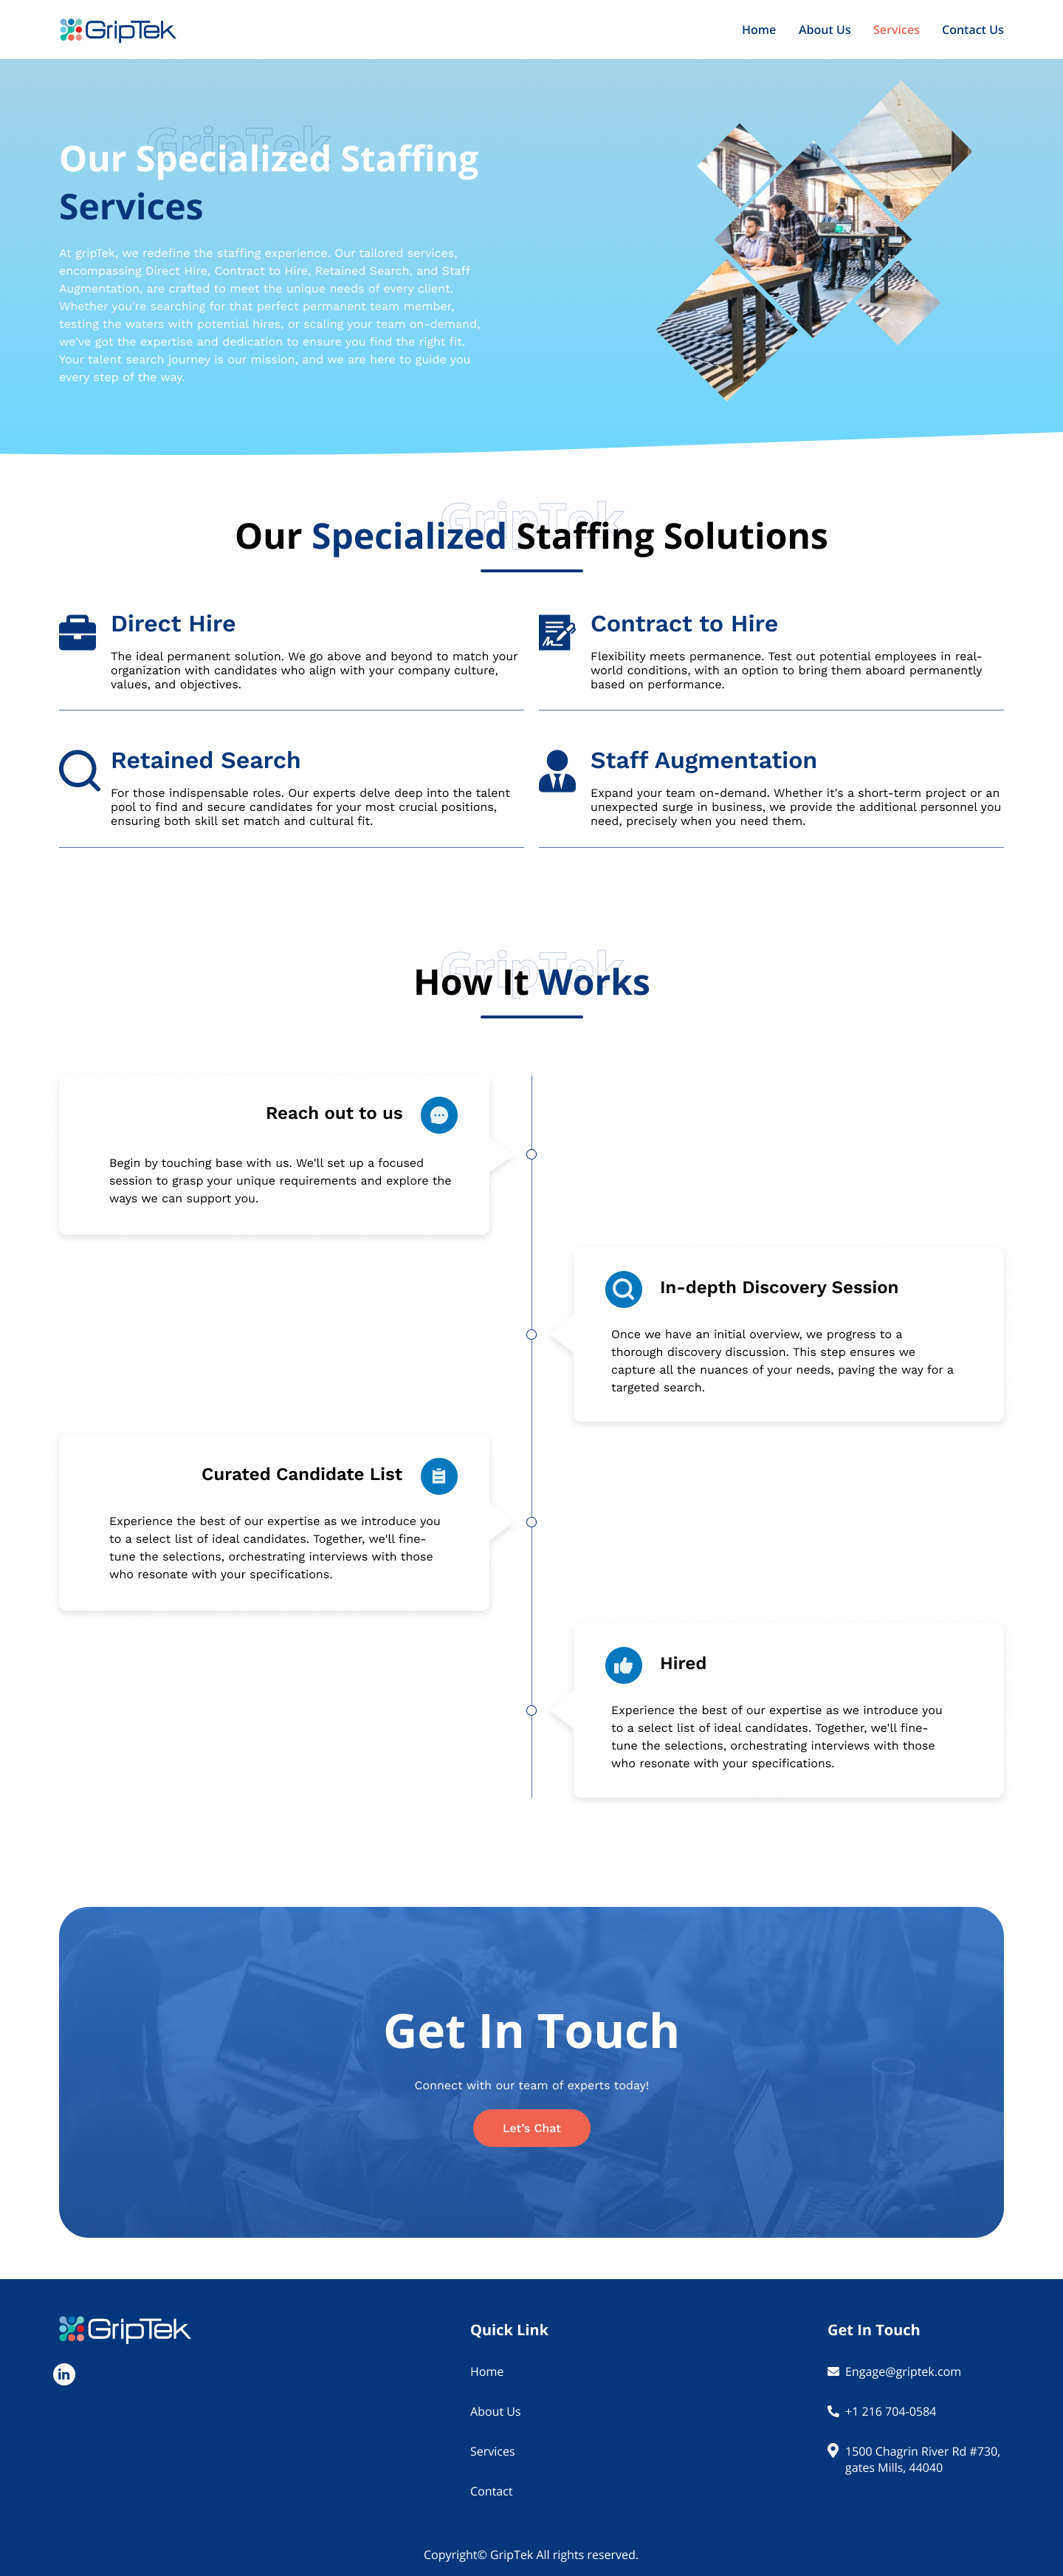 GripTek
Home About Us Services Contact Us
GripTek
Our Specialized Staffing
Services
At gripTek, we redefine the staffing experience. Our tailored services,
encompassing Direct Hire, Contract to Hire, Retained Search, and Staff
Augmentation, are crafted to meet the unique needs of every client.
Whether you're searching for that perfect permanent team member,
testing the waters with potential hires, or scaling your team on-demand,
we've got the expertise and dedication to ensure you find the right fit.
Your talent search journey is our mission, and we are here to guide you
every step of the way.
GripTek
Our Specialized Staffing Solutions
Direct Hire
The ideal permanent solution. We go above and beyond to match your
organization with candidates who align with your company culture,
values, and objectives.
Contract to Hire
Flexibility meets permanence. Test out potential employees in real-
world conditions, with an option to bring them aboard permanently
based on performance.
Retained Search
For those indispensable roles. Our experts delve deep into the talent
pool to find and secure candidates for your most crucial positions,
ensuring both skill set match and cultural fit.
Staff Augmentation
Expand your team on-demand. Whether it's a short-term project or an
unexpected surge in business, we provide the additional personnel you
need, precisely when you need them.
GripTek
How It Works
Reach out to us
Begin by touching base with us. We'll set up a focused
session to grasp your unique requirements and explore the
ways we can support you.
In-depth Discovery Session
Once we have an initial overview, we progress to a
thorough discovery discussion. This step ensures we
capture all the nuances of your needs, paving the way for a
targeted search.
Curated Candidate List
Experience the best of our expertise as we introduce you
to a select list of ideal candidates. Together, we'll fine-
tune the selections, orchestrating interviews with those
who resonate with your specifications.
Hired
Experience the best of our expertise as we introduce you
to a select list of ideal candidates. Together, we'll fine-
tune the selections, orchestrating interviews with those
who resonate with your specifications.
Get In Touch
Connect with our team of experts today!
Let's Chat
GripTek
in
Quick Link
Home
About Us
Services
Contact
Get In Touch
Engage@griptek.com
+1 216 704-0584
1500 Chagrin River Rd #730,
gates Mills, 44040
Copyright© GripTek All rights reserved.